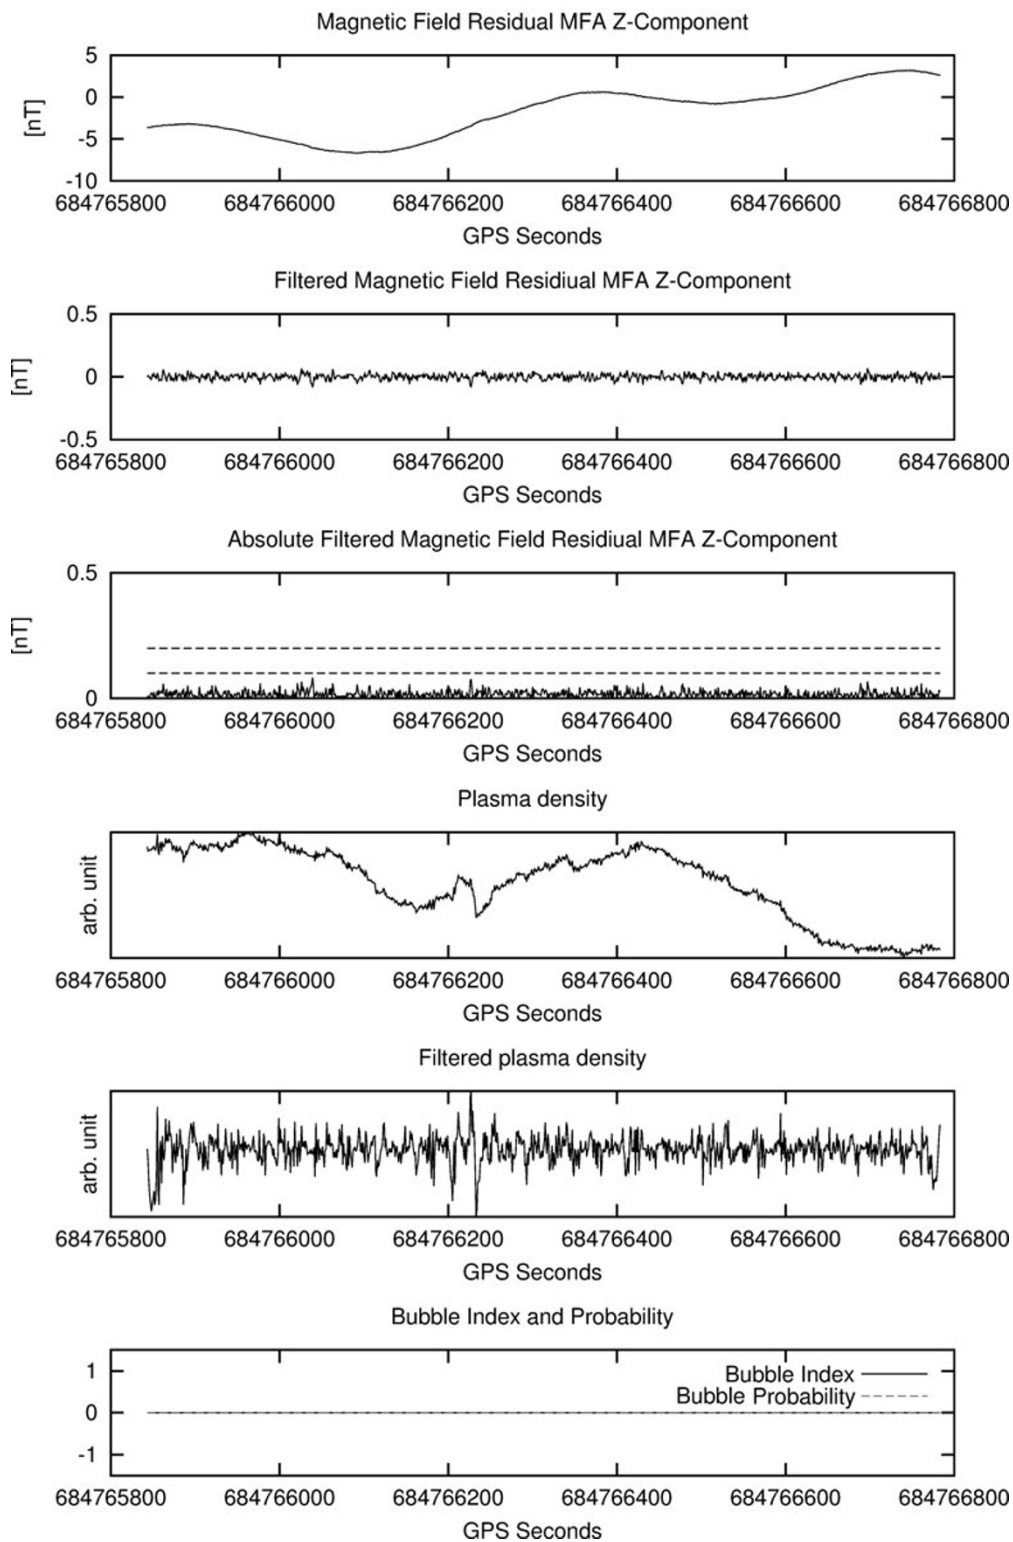 Magnetic Field Residual MFA Z-Component
5
0
-5
-10
[nT]
684765800 684766000 684766200 684766400 684766600 684766800
GPS Seconds
Filtered Magnetic Field Residiual MFA Z-Component
0.5
0
-0.5
[nT]
684765800 684766000 684766200 684766400 684766600 684766800
GPS Seconds
Absolute Filtered Magnetic Field Residiual MFA Z-Component
0.5
0
[nT]
684765800 684766000 684766200 684766400 684766600 684766800
GPS Seconds
Plasma density
arb. unit
684765800 684766000 684766200 684766400 684766600 684766800
GPS Seconds
Filtered plasma density
arb. unit
684765800 684766000 684766200 684766400 684766600 684766800
GPS Seconds
Bubble Index and Probability
1
0
-1
Bubble Index
Bubble Probability
684765800 684766000 684766200 684766400 684766600 684766800
GPS Seconds